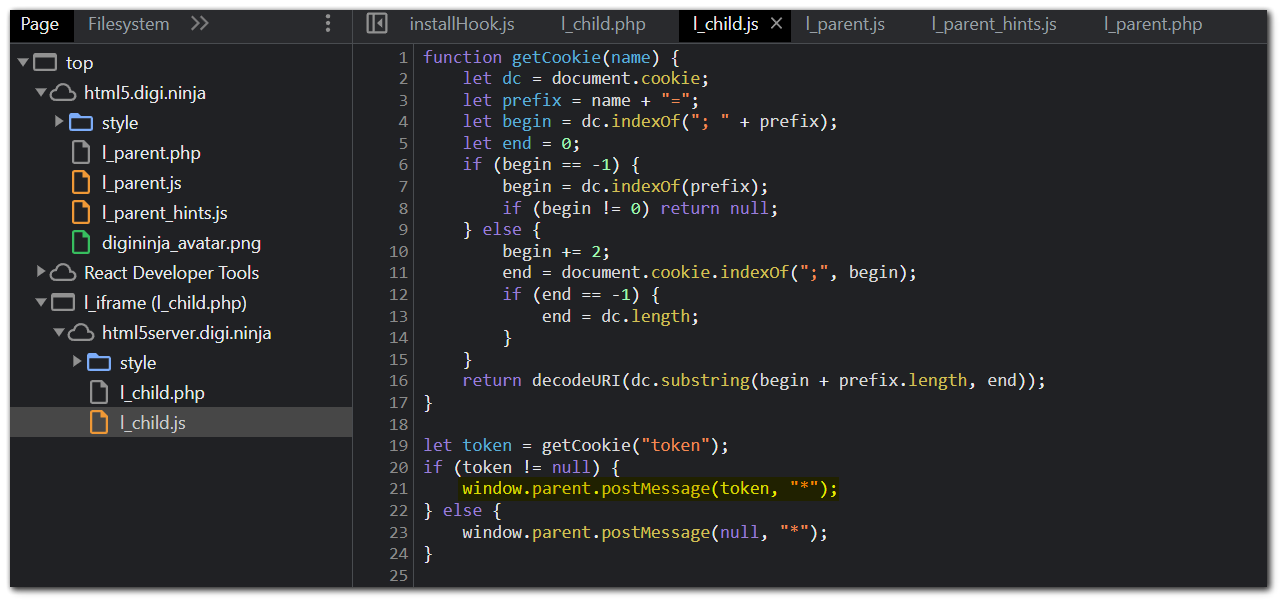 Page Filesystem
top
html5.digi.ninja
style
l_parent.php
l_parent.js
l_parent_hints.js
digininja_avatar.png
React Developer Tools
l_iframe (l_child.php)
html5server.digi.ninja
style
l_child.php
l_child.js
installHook.js l_child.php l_child.js l_parent.js l_parent_hints.js l_parent.php
1 function getCookie(name) {
2     let dc = document.cookie;
3     let prefix = name + "=";
4     let begin = dc.indexOf("; " + prefix);
5     let end = 0;
6     if (begin == -1) {
7         begin = dc.indexOf(prefix);
8         if (begin != 0) return null;
9     } else {
10         begin += 2;
11         end = document.cookie.indexOf(";", begin);
12         if (end == -1) {
13             end = dc.length;
14         }
15     }
16     return decodeURI(dc.substring(begin + prefix.length, end));
17 }
18
19 let token = getCookie("token");
20 if (token != null) {
21     window.parent.postMessage(token, "*");
22 } else {
23     window.parent.postMessage(null, "*");
24 }
25